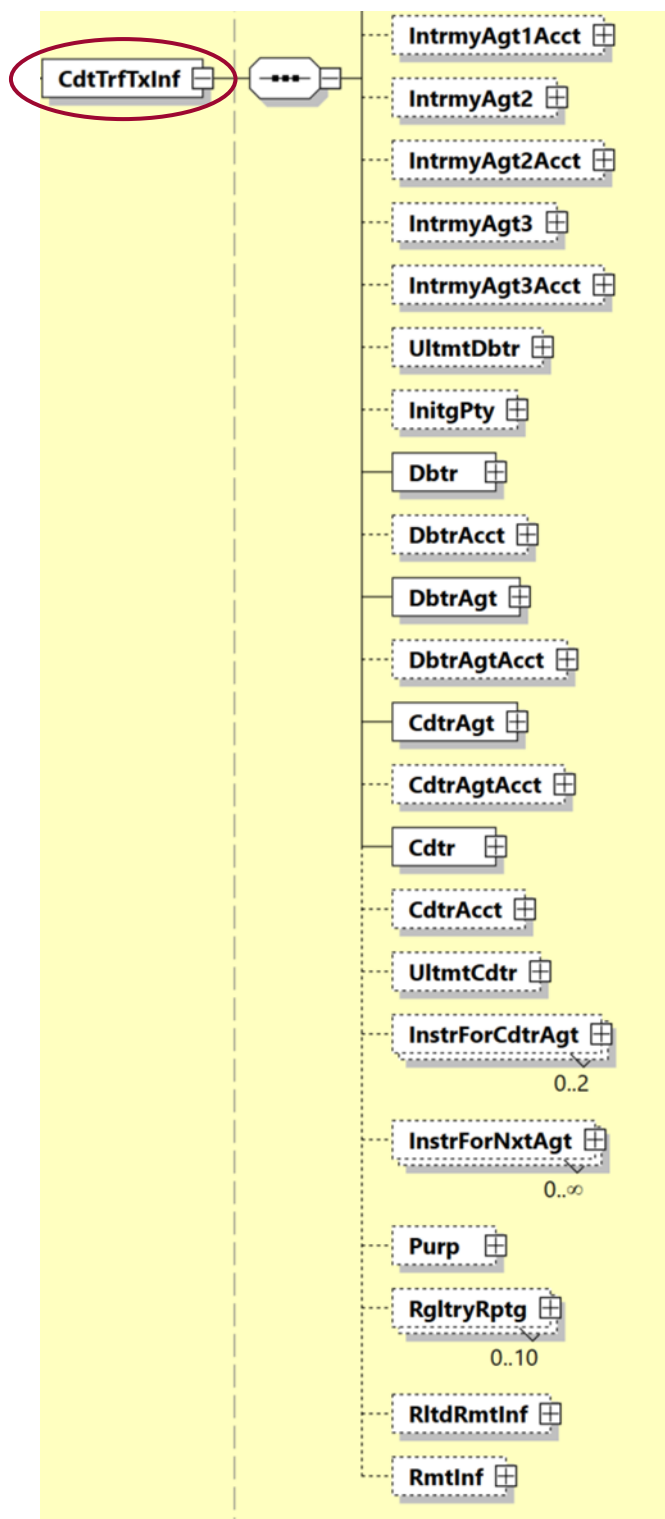 IntrmyAgt1Acct
CdtTrfTxInf
IntrmyAgt2
IntrmyAgt2Acct
IntrmyAgt3
IntrmyAgt3Acct
UltmtDbtr
InitgPty
Dbtr
DbtrAcct
DbtrAgt
DbtrAgtAcct
CdtrAgt
CdtrAgtAcct
Cdtr
CdtrAcct
UltmtCdtr
InstrForCdtrAgt
0..2
InstrForNxtAgt
0..∞
Purp
RgltryRptg
0..10
RltdRmtInf
RmtInf